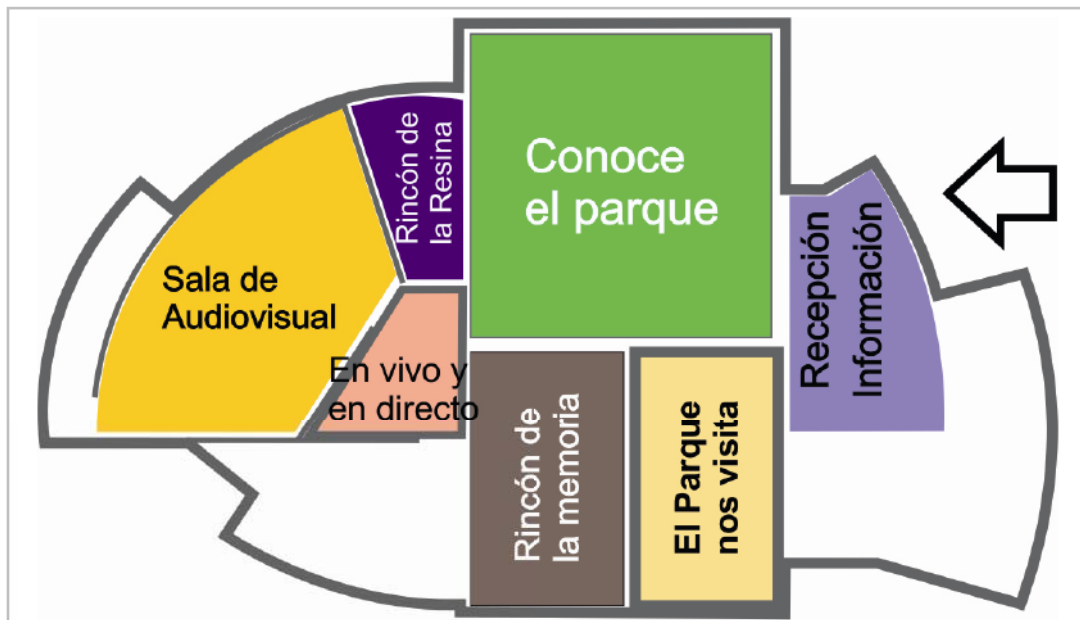 Conoce
el parque
Rincón de
la Resina
Sala de
Audiovisual
En vivo y
en directo
Rincón de
la memoria
El Parque
nos visita
Recepción
Información